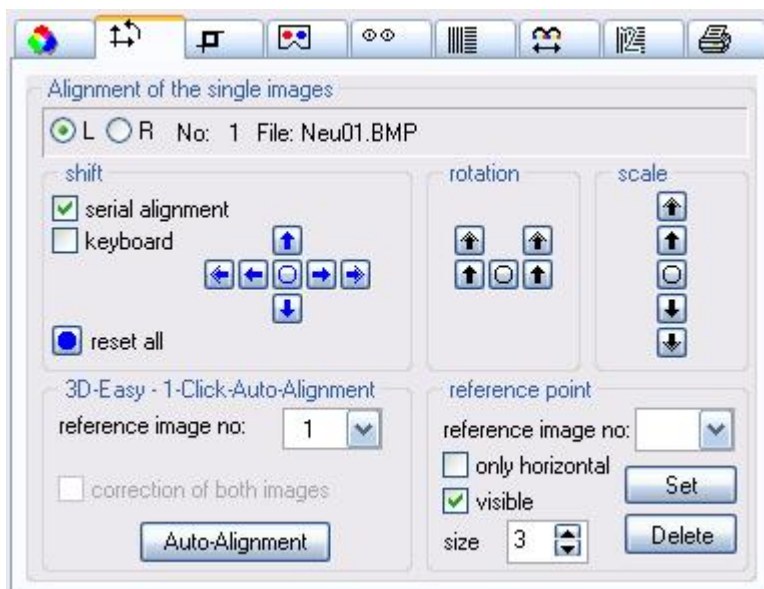 Alignment of the single images
L R No: 1 File: Neu01.BMP
shift
serial alignment
keyboard
reset all
rotation
scale
3D-Easy - 1-Click-Auto-Alignment
reference image no: 1
correction of both images
Auto-Alignment
reference point
reference image no:
only horizontal
visible
Set
size 3
Delete